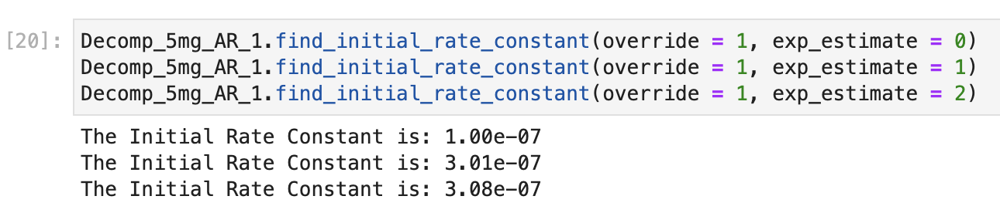 [20]: Decomp_5mg_AR_1.find_initial_rate_constant(override = 1, exp_estimate = 0)
Decomp_5mg_AR_1.find_initial_rate_constant(override = 1, exp_estimate = 1)
Decomp_5mg_AR_1.find_initial_rate_constant(override = 1, exp_estimate = 2)
The Initial Rate Constant is: 1.00e-07
The Initial Rate Constant is: 3.01e-07
The Initial Rate Constant is: 3.08e-07